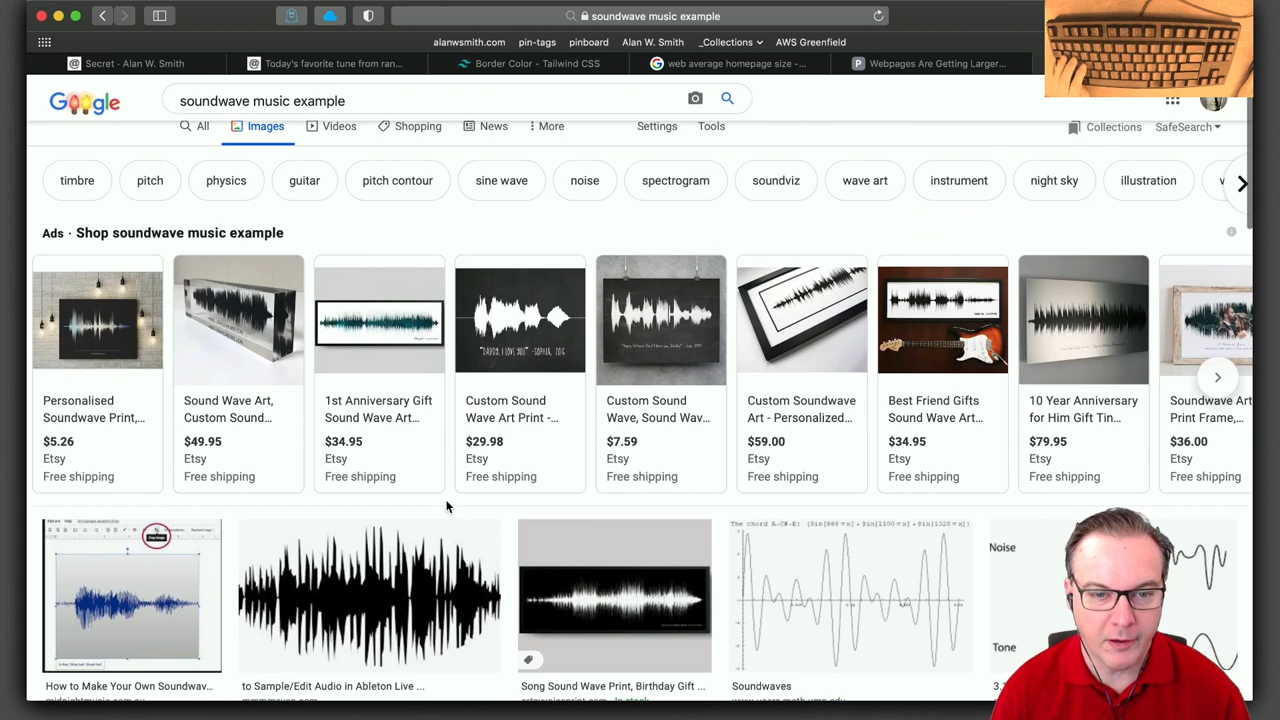 soundwave music example
alanwsmith.com pin-tags pinboard Alan W. Smith _Collections AWS Greenfield
Secret · Alan W. Smith
Today's favorite tune from ran...
Border Color - Tailwind CSS
web average homepage size -...
Webpages Are Getting Larger...
Google
soundwave music example
All Images Videos Shopping News More Settings Tools Collections SafeSearch
timbre pitch physics guitar pitch contour sine wave noise spectrogram soundviz wave art instrument night sky illustration
Ads · Shop soundwave music example
"DADDY, I LOVE YOU" -SOPHIA, 2016
Personalised
Soundwave Print,...
$5.26
Etsy
Free shipping
Sound Wave Art,
Custom Sound...
$49.95
Etsy
Free shipping
1st Anniversary Gift
Sound Wave Art...
$34.95
Etsy
Free shipping
Custom Sound
Wave Art Print -...
$29.98
Etsy
Free shipping
Custom Sound
Wave, Sound Wav...
$7.59
Etsy
Free shipping
Custom Soundwave
Art - Personalized...
$59.00
Etsy
Free shipping
Best Friend Gifts
Sound Wave Art...
$34.95
Etsy
Free shipping
10 Year Anniversary
for Him Gift Tin...
$79.95
Etsy
Free shipping
Soundwave Art
Print Frame,...
$36.00
Etsy
Free shipping
The chord A-C#-E:
Noise
Tone
How to Make Your Own Soundwav...
to Sample/Edit Audio in Ableton Live ...
Song Sound Wave Print, Birthday Gift ...
Soundwaves